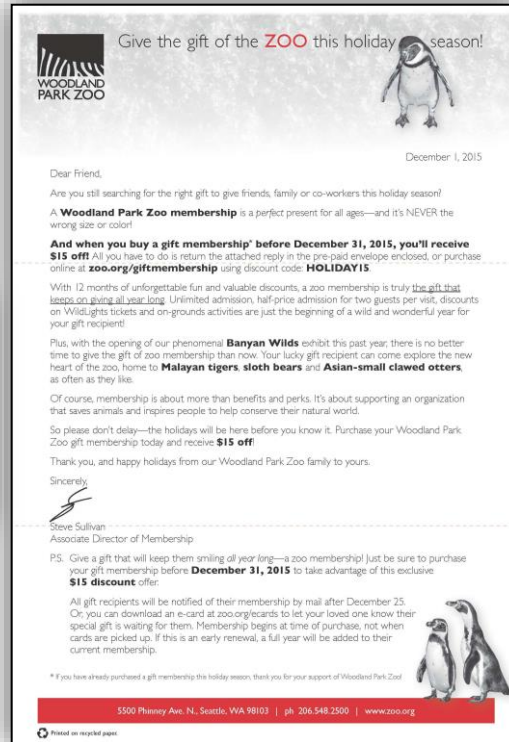 Give the gift of the ZOO this holiday season!
WOODLAND
PARK ZOO
December 1, 2015
Dear Friend,
Are you still searching for the right gift to give friends, family or co-workers this holiday season?
A Woodland Park Zoo membership is a perfect present for all ages—and it's NEVER the
wrong size or color!
And when you buy a gift membership* before December 31, 2015, you'll receive
$15 off! All you have to do is return the attached reply in the pre-paid envelope enclosed, or purchase
online at zoo.org/giftmembership using discount code: HOLIDAY15.
With 12 months of unforgettable fun and valuable discounts, a zoo membership is truly the gift that
keeps on giving all year long. Unlimited admission, half-price admission for two guests per visit, discounts
on WildLights tickets and on-grounds activities are just the beginning of a wild and wonderful year for
your gift recipient!
Plus, with the opening of our phenomenal Banyan Wilds exhibit this past year, there is no better
time to give the gift of zoo membership than now. Your lucky gift recipient can come explore the new
heart of the zoo, home to Malayan tigers, sloth bears and Asian-small clawed otters,
as often as they like.
Of course, membership is about more than benefits and perks. It's about supporting an organization
that saves animals and inspires people to help conserve their natural world.
So please don't delay—the holidays will be here before you know it. Purchase your Woodland Park
Zoo gift membership today and receive $15 off!
Thank you, and happy holidays from our Woodland Park Zoo family to yours.
Sincerely,
Steve Sullivan
Associate Director of Membership
P.S. Give a gift that will keep them smiling all year long—a zoo membership! Just be sure to purchase
your gift membership before December 31, 2015 to take advantage of this exclusive
$15 discount offer.
All gift recipients will be notified of their membership by mail after December 25.
Or, you can download an e-card at zoo.org/ecards to let your loved one know their
special gift is waiting for them. Membership begins at time of purchase, not when
cards are picked up. If this is an early renewal, a full year will be added to their
current membership.
* If you have already purchased a gift membership this holiday season, thank you for your support of Woodland Park Zoo!
5500 Phinney Ave. N., Seattle, WA 98103 | ph 206.548.2500 | www.zoo.org
Printed on recycled paper.